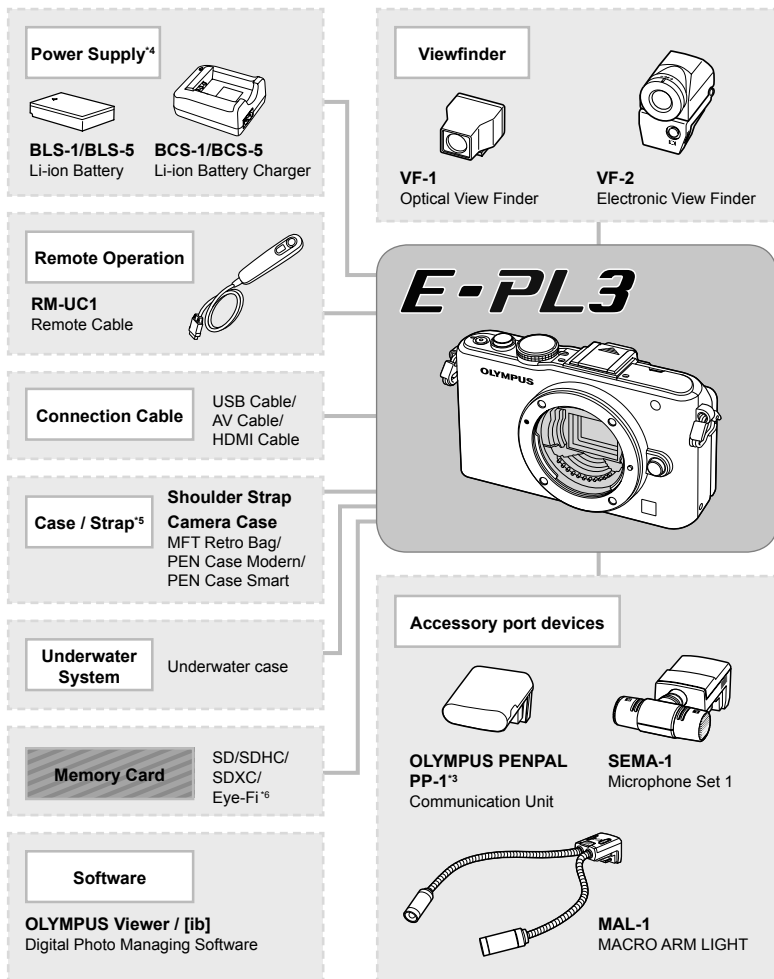 Power Supply*4
BLS-1/BLS-5
Li-ion Battery
BCS-1/BCS-5
Li-ion Battery Charger
Remote Operation
RM-UC1
Remote Cable
Connection Cable
USB Cable/
AV Cable/
HDMI Cable
Case / Strap*5
Shoulder Strap
Camera Case
MFT Retro Bag/
PEN Case Modern/
PEN Case Smart
Underwater
System
Underwater case
Memory Card
SD/SDHC/
SDXC/
Eye-Fi*6
Software
OLYMPUS Viewer / [ib]
Digital Photo Managing Software
Viewfinder
VF-1
Optical View Finder
VF-2
Electronic View Finder
E-PL3
OLYMPUS
Accessory port devices
OLYMPUS PENPAL
PP-1*3
Communication Unit
SEMA-1
Microphone Set 1
MAL-1
MACRO ARM LIGHT